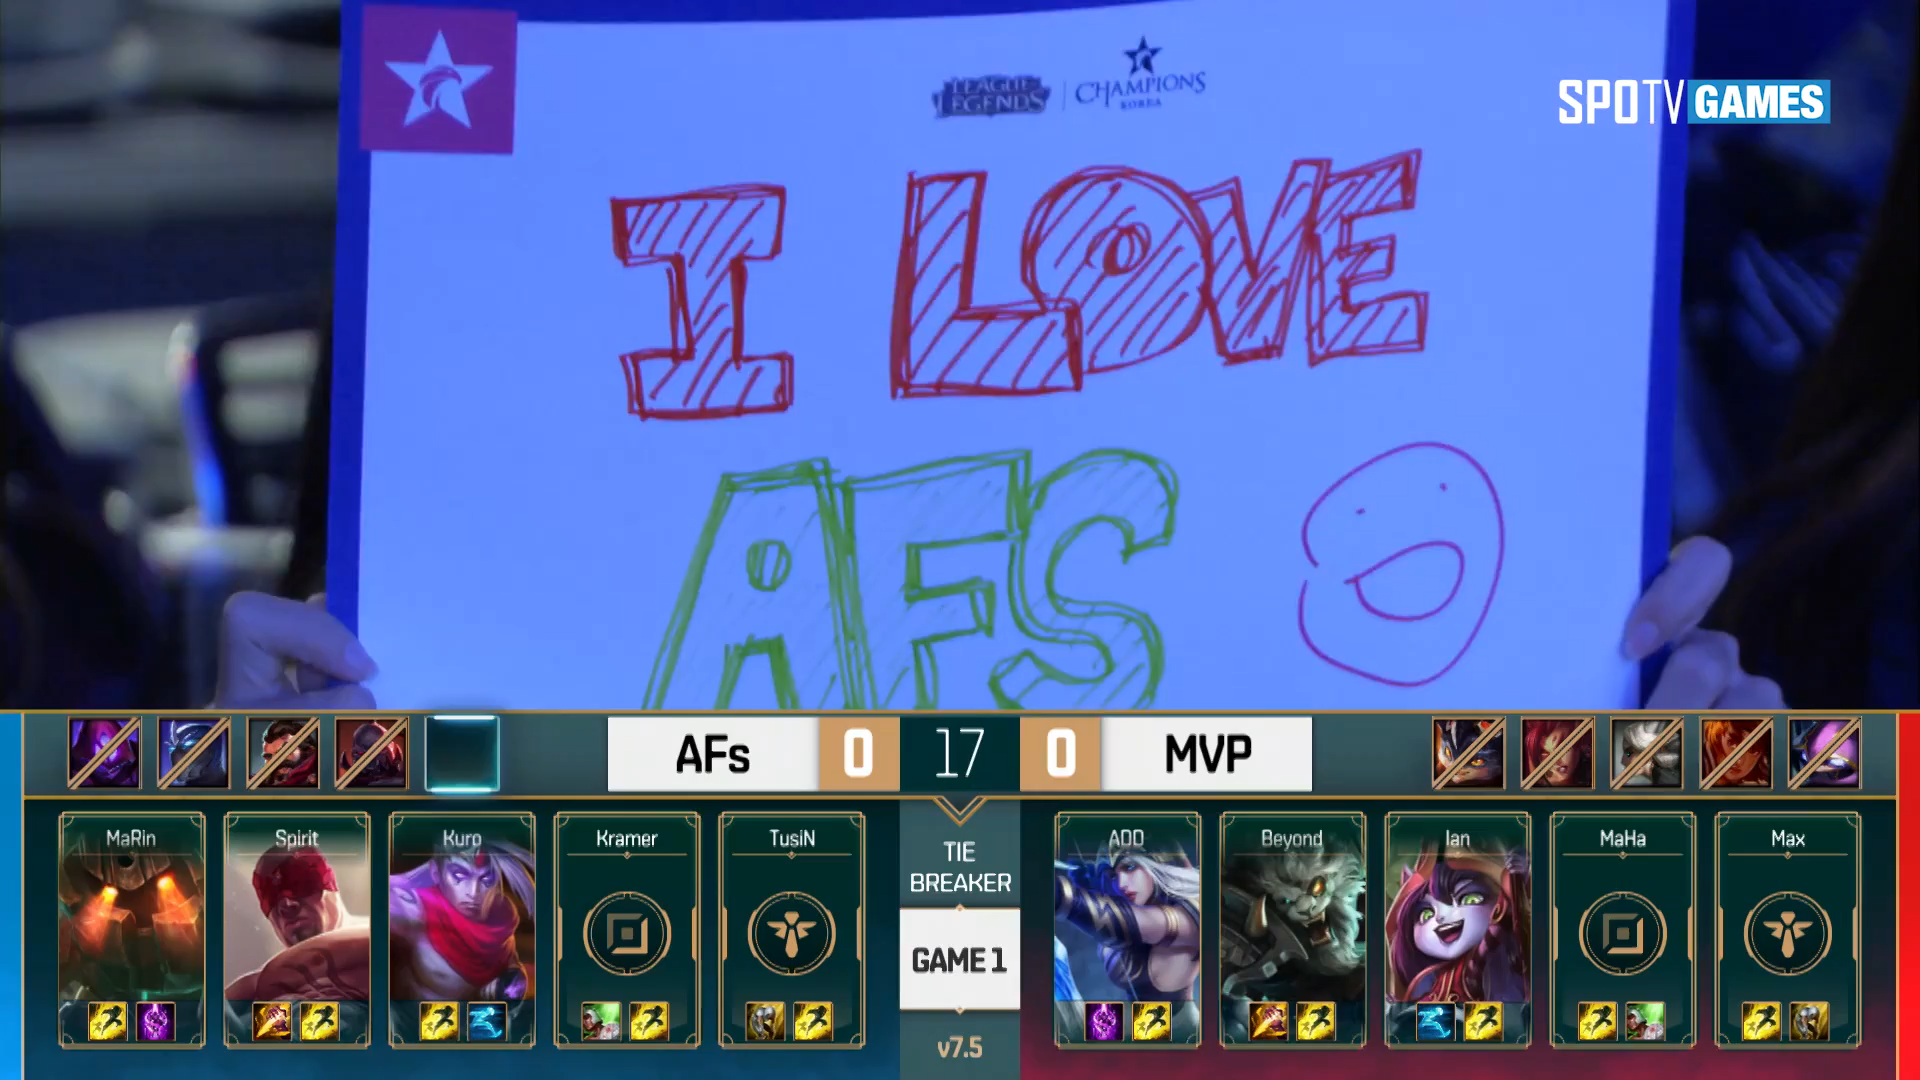 LEAGUE OF LEGENDS | CHAMPIONS KOREA
SPOTV GAMES
I LOVE
AFS
AFs 0 17 0 MVP
MaRin Spirit Kuro Kramer TusiN
TIE BREAKER
ADD Beyond Ian MaHa Max
GAME 1
v7.5